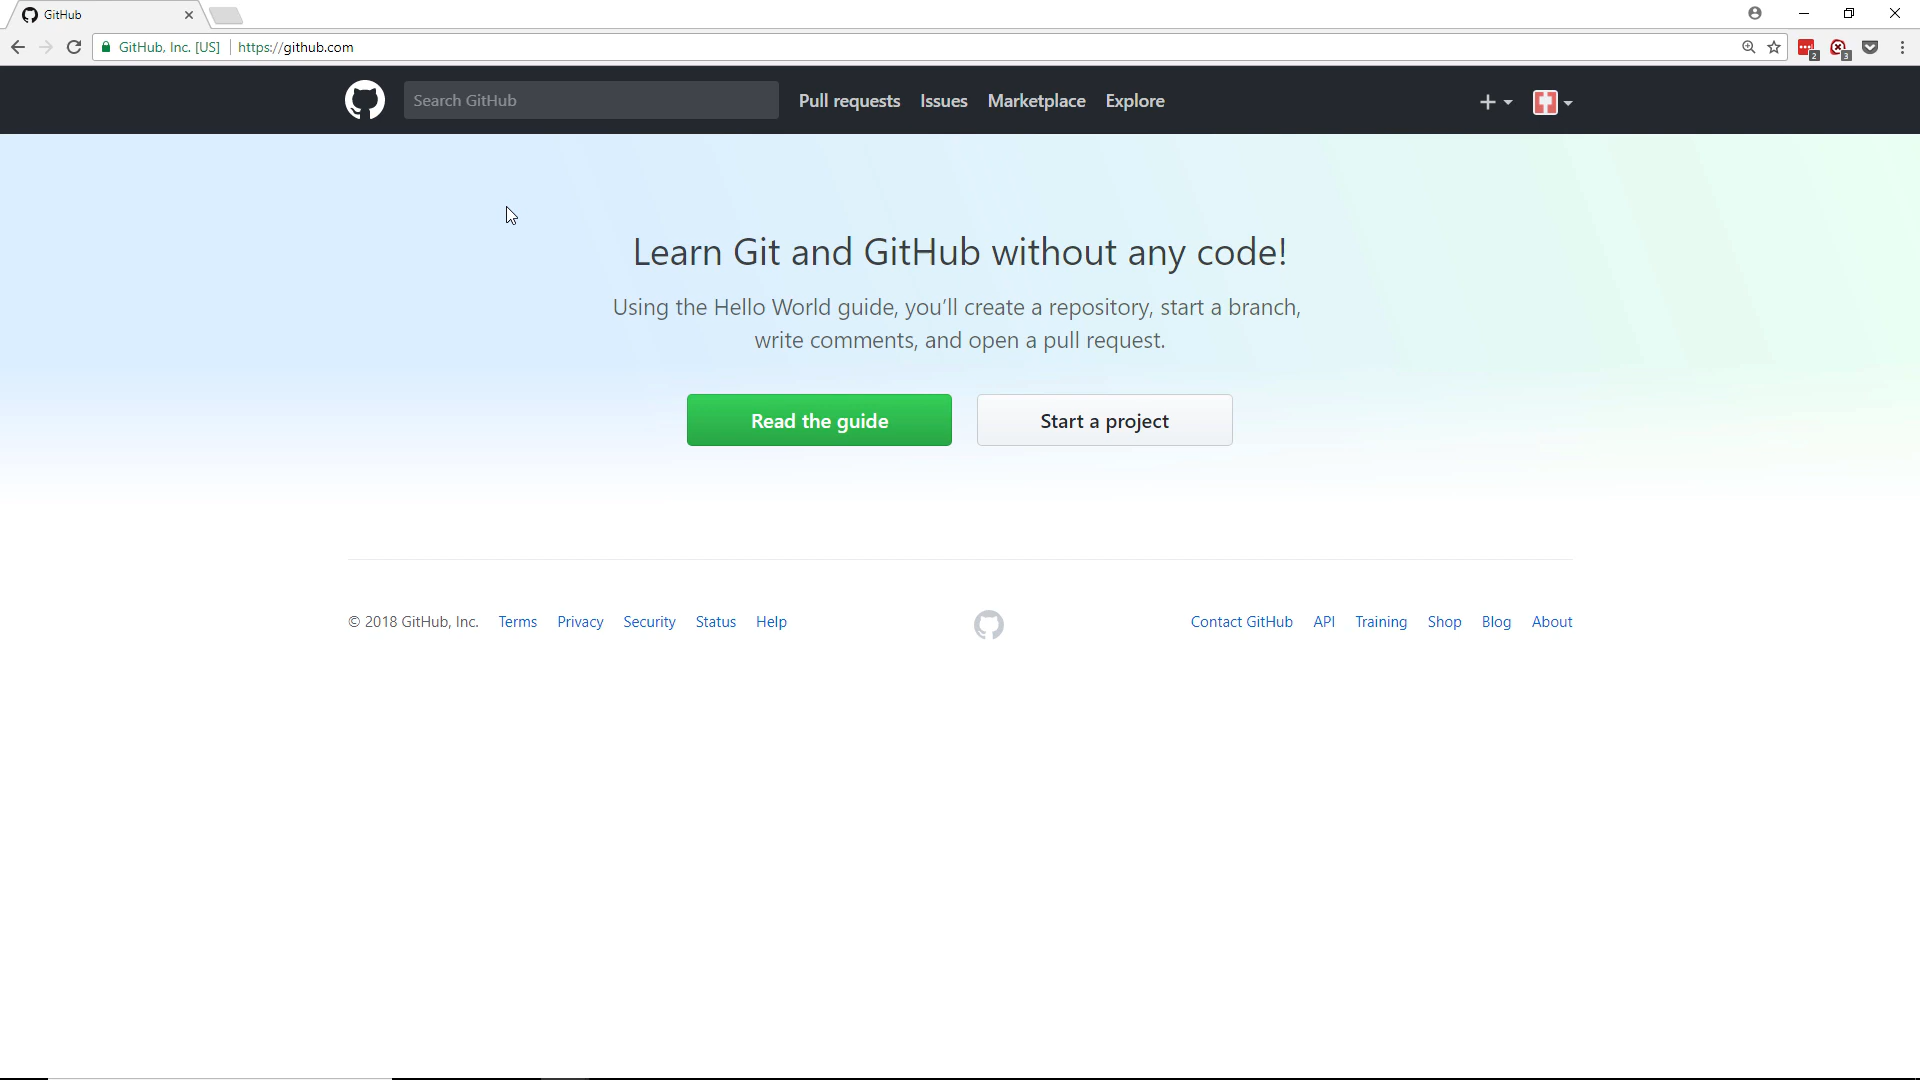 GitHub
GitHub, Inc. [US] https://github.com
2
3
Search GitHub
Pull requests Issues Marketplace Explore
Learn Git and GitHub without any code!
Using the Hello World guide, you’ll create a repository, start a branch,
write comments, and open a pull request.
Read the guide
Start a project
© 2018 GitHub, Inc. Terms Privacy Security Status Help
Contact GitHub API Training Shop Blog About